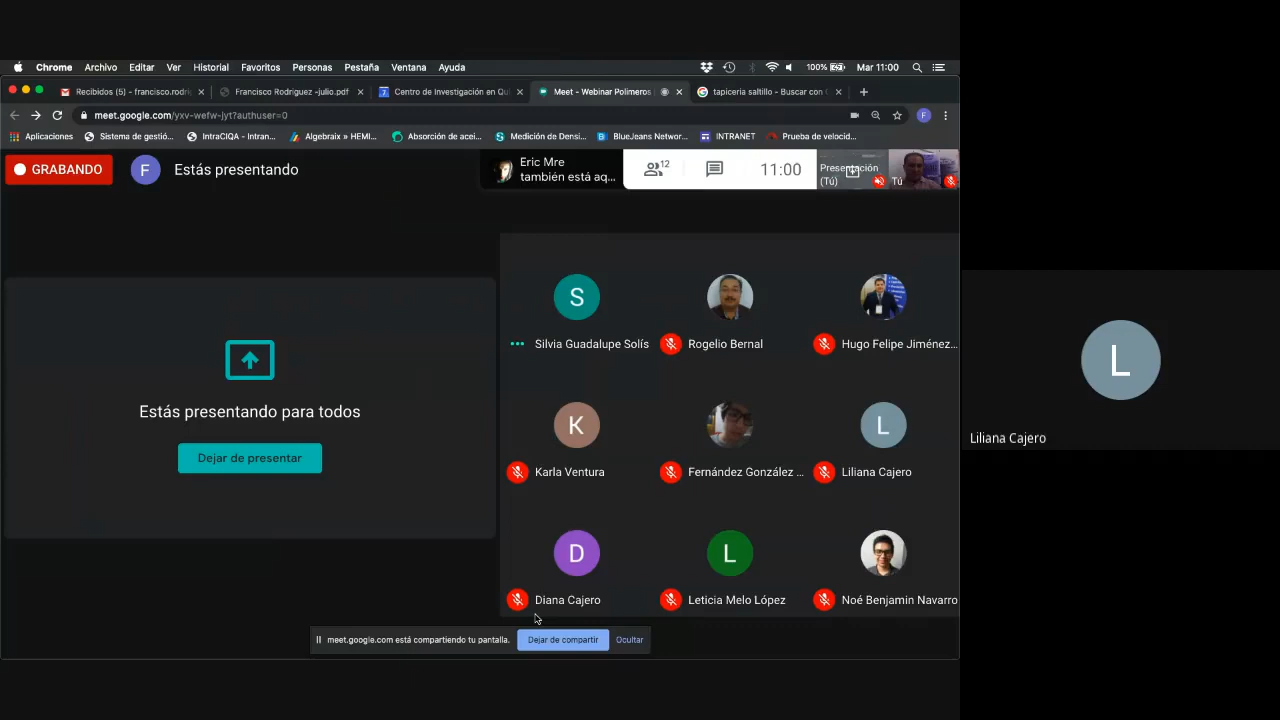 Chrome Archivo Editar Ver Historial Favoritos Personas Pestaña Ventana Ayuda 100% Mar 11:00
Recibidos (5) - francisco.rodri Francisco Rodriguez -julio.pdf Centro de Investigación en Qu Meet - Webinar Polimeros tapiceria saltillo - Buscar con
meet.google.com/yxv-wefw-jyt?authuser=0 F
Aplicaciones Sistema de gestió... IntraCIQA - Intran... Algebraix » HEMI... Absorción de acei... Medición de Densi... BlueJeans Networ... INTRANET Prueba de velocid...
GRABANDO F Estás presentando
Eric Mre
también está aq...
12 11:00
Presentación
(Tú) Tú
Estás presentando para todos
Dejar de presentar
S
Silvia Guadalupe Solís Rogelio Bernal Hugo Felipe Jiménez...
K L
Karla Ventura Fernández González ... Liliana Cajero
D L
Diana Cajero Leticia Melo López Noé Benjamin Navarro
meet.google.com está compartiendo tu pantalla. Dejar de compartir Ocultar
L
Liliana Cajero